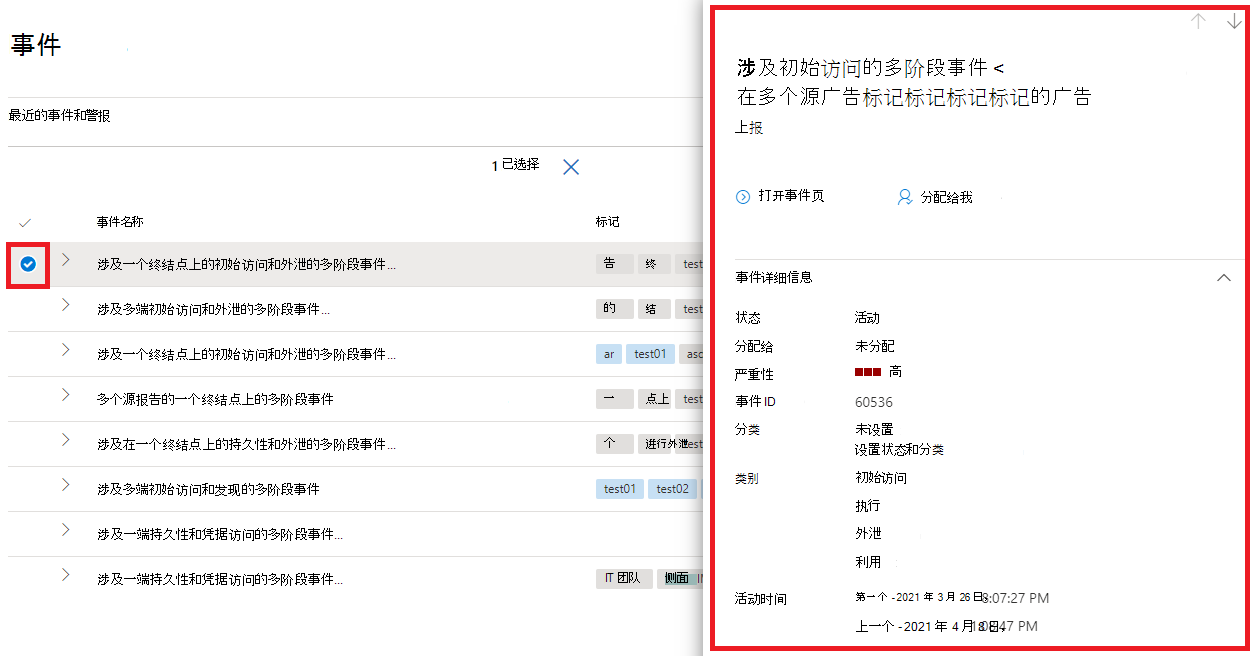 事件
最近的事件和警报
1 已选择
事件名称 标记
涉及一个终结点上的初始访问和外泄的多阶段事件... 告 终 test
涉及多端初始访问和外泄的多阶段事件... 的 结 test
涉及一个终结点上的初始访问和外泄的多阶段事件... ar test01 asd
多个源报告的一个终结点上的多阶段事件 一 点上 test
涉及在一个终结点上的持久性和外泄的多阶段事件... 个 进行外泄
涉及多端初始访问和发现的多阶段事件 test01 test02
涉及一端持久性和凭据访问的多阶段事件...
涉及一端持久性和凭据访问的多阶段事件... IT 团队 侧面
涉及初始访问的多阶段事件 <
在多个源广告标记标记标记标记的广告
上报
打开事件页 分配给我
事件详细信息
状态 活动
分配给 未分配
严重性 高
事件 ID 60536
分类 未设置
设置状态和分类
类别 初始访问
执行
外泄
利用
活动时间 第一个 -2021 年 3 月 26 日 8:07:27 PM
上一个 -2021 年 4 月 8 日, :47 PM